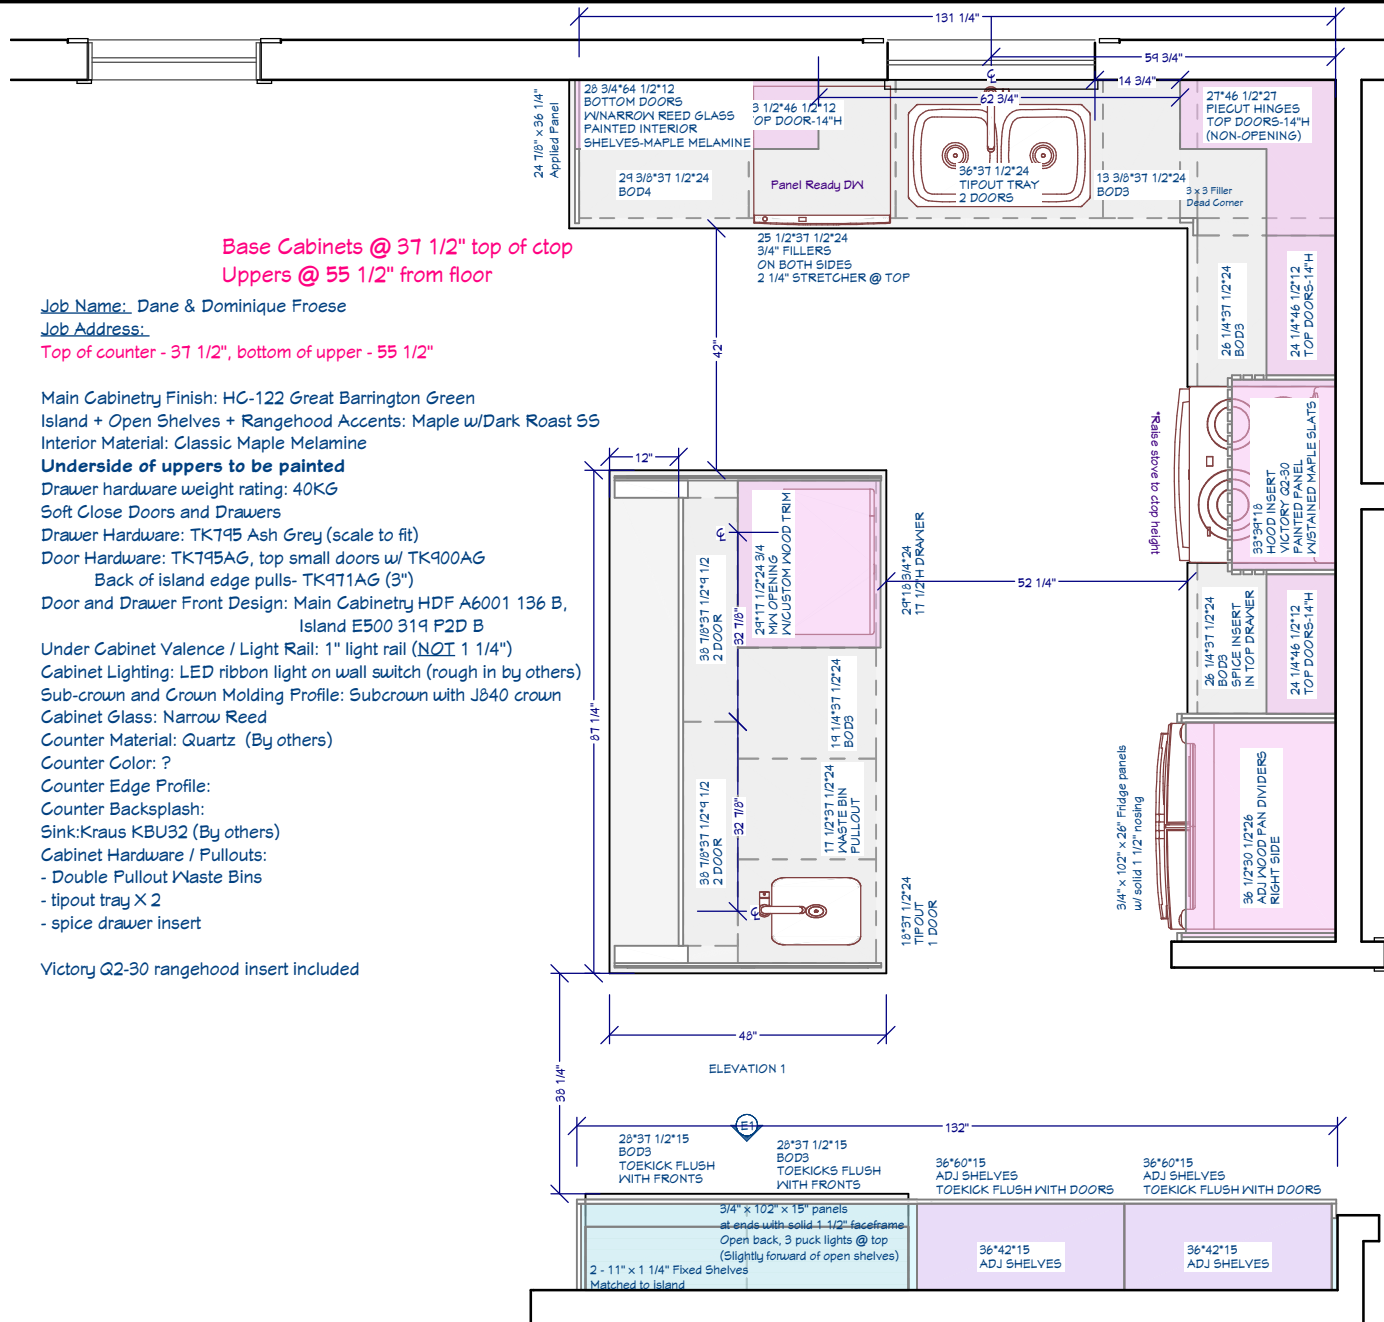 131 1/4"
59 3/4"
14 3/4"
62 3/4"
24 7/8" x 36 1/4"
Applied Panel
28 3/4*64 1/2*12
BOTTOM DOORS
W/NARROW REED GLASS
PAINTED INTERIOR
SHELVES-MAPLE MELAMINE
3 1/2*46 1/2*12
TOP DOOR-14"H
27*46 1/2*27
PIECUT HINGES
TOP DOORS-14"H
(NON-OPENING)
29 3/8*37 1/2*24
BOD4
Panel Ready DW
36*37 1/2*24
TIPOUT TRAY
2 DOORS
13 3/8*37 1/2*24
BOD3
3 x 3 Filler
Dead Corner
25 1/2*37 1/2*24
3/4" FILLERS
ON BOTH SIDES
2 1/4" STRETCHER @ TOP
Base Cabinets @ 37 1/2" top of ctop
Uppers @ 55 1/2" from floor
Job Name: Dane & Dominique Froese
Job Address:
Top of counter - 37 1/2", bottom of upper - 55 1/2"
Main Cabinetry Finish: HC-122 Great Barrington Green
Island + Open Shelves + Rangehood Accents: Maple w/Dark Roast SS
Interior Material: Classic Maple Melamine
Underside of uppers to be painted
Drawer hardware weight rating: 40KG
Soft Close Doors and Drawers
Drawer Hardware: TK795 Ash Grey (scale to fit)
Door Hardware: TK795AG, top small doors w/ TK900AG
Back of island edge pulls- TK971AG (3")
Door and Drawer Front Design: Main Cabinetry HDF A6001 136 B,
Island E500 319 P2D B
Under Cabinet Valence / Light Rail: 1" light rail (NOT 1 1/4")
Cabinet Lighting: LED ribbon light on wall switch (rough in by others)
Sub-crown and Crown Molding Profile: Subcrown with J840 crown
Cabinet Glass: Narrow Reed
Counter Material: Quartz (By others)
Counter Color: ?
Counter Edge Profile:
Counter Backsplash:
Sink:Kraus KBU32 (By others)
Cabinet Hardware / Pullouts:
- Double Pullout Waste Bins
- tipout tray X 2
- spice drawer insert
Victory Q2-30 rangehood insert included
42"
26 1/4*37 1/2*24
BOD3
24 1/4*46 1/2*12
TOP DOORS-14"H
*Raise stove to ctop height
33*39*18
HOOD INSERT
VICTORY Q2-30
PAINTED PANEL
W/STAINED MAPLE SLATS
12"
38 7/8*37 1/2*9 1/2
2 DOOR
32 7/8"
29*17 1/2*24 3/4
MW OPENING
W/CUSTOM WOOD TRIM
29*18 3/4*24
17 1/2"H DRAWER
52 1/4"
26 1/4*37 1/2*24
BOD3
SPICE INSERT
IN TOP DRAWER
24 1/4*46 1/2*12
TOP DOORS-14"H
87 1/4"
19 1/4*37 1/2*24
BOD3
38 7/8*37 1/2*9 1/2
2 DOOR
32 7/8"
17 1/2*37 1/2*24
WASTE BIN
PULLOUT
18*37 1/2*24
TIPOUT
1 DOOR
3/4" x 102" x 26" Fridge panels
w/ solid 1 1/2" nosing
36 1/2*30 1/2*26
ADJ WOOD PAN DIVIDERS
RIGHT SIDE
48"
38 1/4"
ELEVATION 1
E1
132"
28*37 1/2*15
BOD3
TOEKICK FLUSH
WITH FRONTS
28*37 1/2*15
BOD3
TOEKICKS FLUSH
WITH FRONTS
36*60*15
ADJ SHELVES
TOEKICK FLUSH WITH DOORS
36*60*15
ADJ SHELVES
TOEKICK FLUSH WITH DOORS
3/4" x 102" x 15" panels
at ends with solid 1 1/2" faceframe
Open back, 3 puck lights @ top
(Slightly forward of open shelves)
2 - 11" x 1 1/4" Fixed Shelves
Matched to island
36*42*15
ADJ SHELVES
36*42*15
ADJ SHELVES